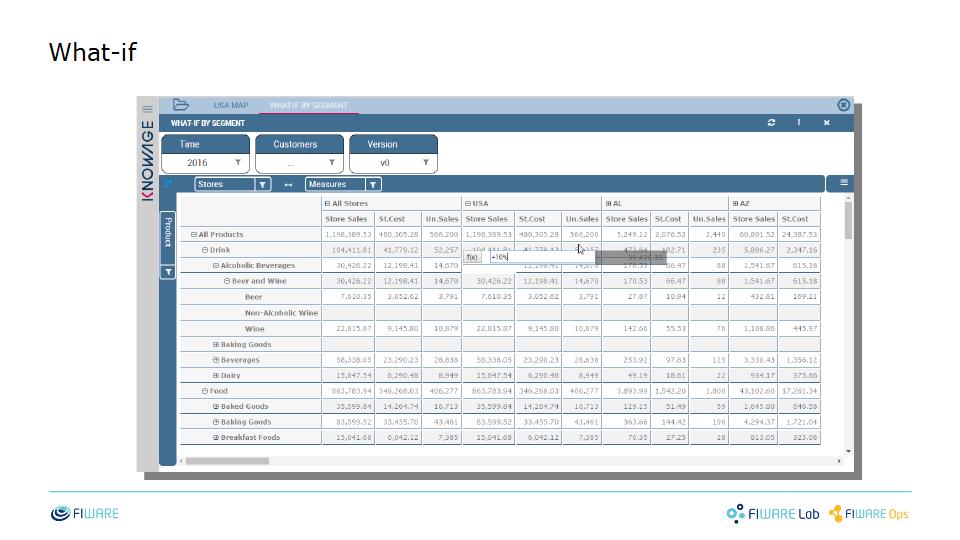 What-if
USA MAP WHAT-IF BY SEGMENT
WHAT-IF BY SEGMENT
KNOWAGE
Time Customers Version
2016 ... v0
Stores Measures
Product
All Stores USA AL AZ
Store Sales St.Cost Un.Sales Store Sales St.Cost Un.Sales Store Sales St.Cost Un.Sales Store Sales St.Cost
All Products 1,198,389.53 480,305.28 566,200 1,198,389.53 480,305.28 566,200 5,249.12 2,076.52 2,440 60,801.52 24,387.53
Drink 104,411.81 41,779.12 52,257 104,411.81 41,779.12 52,257 473.64 182.71 235 5,806.27 2,347.16
f(x) +10% 30,426.22
Alcoholic Beverages 30,426.22 12,198.41 14,670 12,198.41 14,670 170.53 66.47 88 1,541.67 615.18
Beer and Wine 30,426.22 12,198.41 14,670 30,426.22 12,198.41 14,670 170.53 66.47 88 1,541.67 615.18
Beer 7,610.35 3,052.62 3,791 7,610.35 3,052.62 3,791 27.87 10.94 12 432.81 169.21
Non-Alcoholic Wine
Wine 22,815.87 9,145.80 10,879 22,815.87 9,145.80 10,879 142.66 55.53 76 1,108.86 445.97
Baking Goods
Beverages 58,338.05 23,290.23 28,638 58,338.05 23,290.23 28,638 253.92 97.63 125 3,330.43 1,356.12
Dairy 15,647.54 6,290.48 8,949 15,647.54 6,290.48 8,949 49.19 18.61 22 934.17 375.86
Food 863,783.94 346,268.03 406,277 863,783.94 346,268.03 406,277 3,893.99 1,542.20 1,800 43,102.60 17,261.34
Baked Goods 35,599.84 14,264.74 16,713 35,599.84 14,264.74 16,713 129.15 51.49 59 1,645.80 646.58
Baking Goods 83,592.52 33,455.70 43,461 83,592.52 33,455.70 43,461 363.66 144.42 196 4,294.37 1,721.04
Breakfast Foods 15,041.68 6,042.12 7,385 15,041.68 6,042.12 7,385 70.35 27.25 28 813.05 323.08
FIWARE FIWARE Lab FIWARE Ops